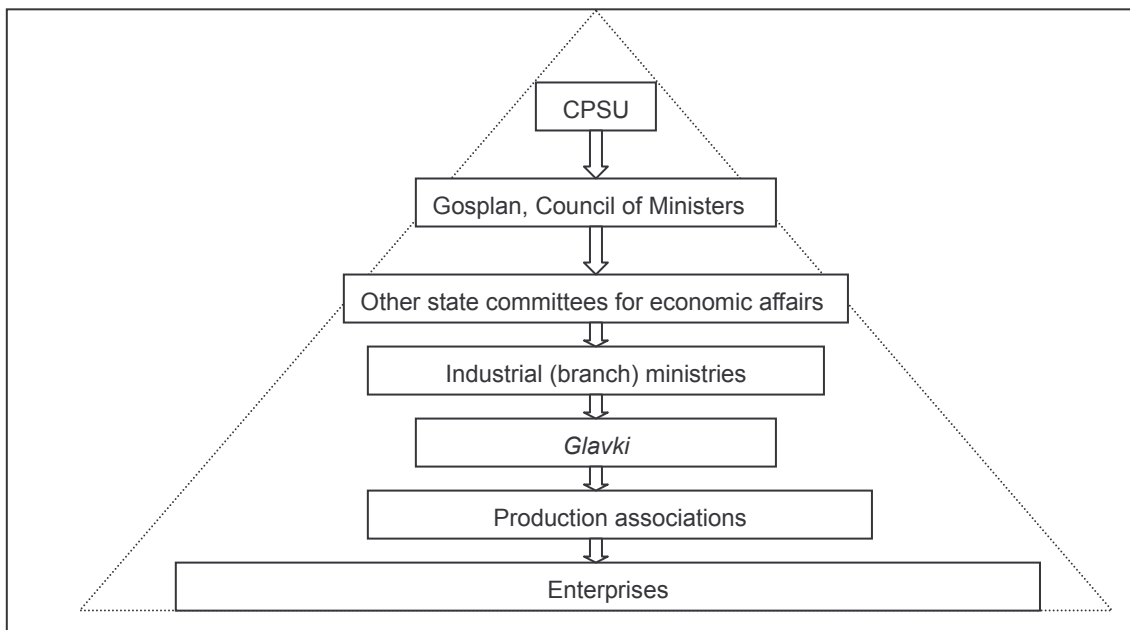 CPSU
Gosplan, Council of Ministers
Other state committees for economic affairs
Industrial (branch) ministries
Glavki
Production associations
Enterprises